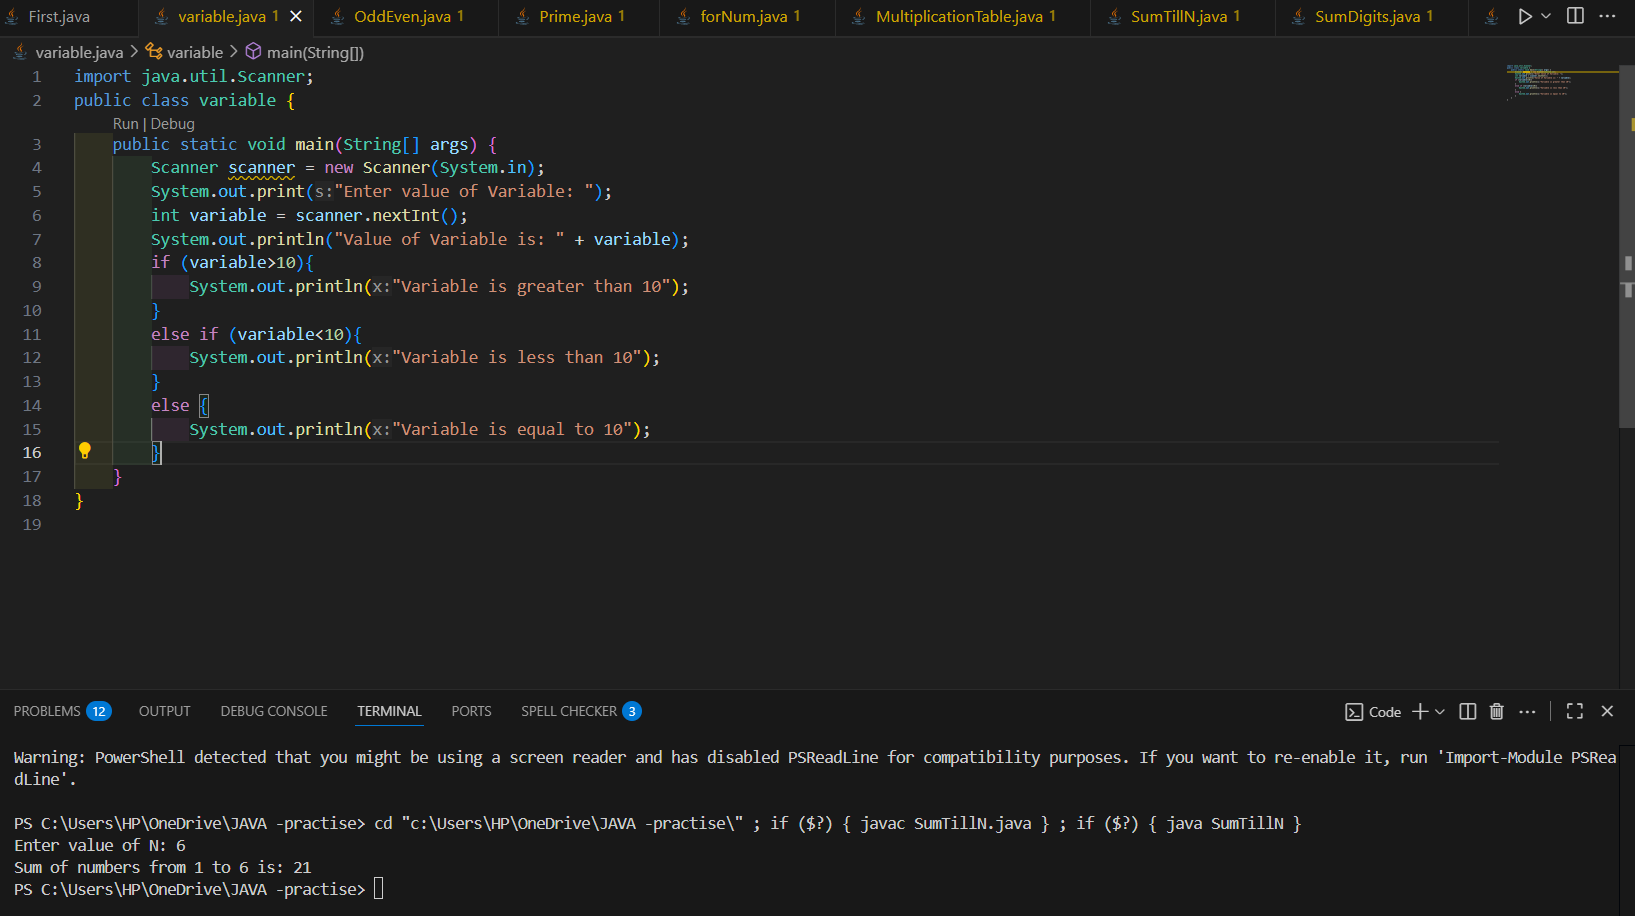 First.java variable.java 1 OddEven.java 1 Prime.java 1 forNum.java 1 MultiplicationTable.java 1 SumTillN.java 1 SumDigits.java 1
variable.java > variable > main(String[])
1 import java.util.Scanner;
2 public class variable {
Run | Debug
3 public static void main(String[] args) {
4 Scanner scanner = new Scanner(System.in);
5 System.out.print(s:"Enter value of Variable: ");
6 int variable = scanner.nextInt();
7 System.out.println("Value of Variable is: " + variable);
8 if (variable>10){
9 System.out.println(x:"Variable is greater than 10");
10 }
11 else if (variable<10){
12 System.out.println(x:"Variable is less than 10");
13 }
14 else {
15 System.out.println(x:"Variable is equal to 10");
16 }
17 }
18 }
19
PROBLEMS 12 OUTPUT DEBUG CONSOLE TERMINAL PORTS SPELL CHECKER 3 Code
Warning: PowerShell detected that you might be using a screen reader and has disabled PSReadLine for compatibility purposes. If you want to re-enable it, run 'Import-Module PSRea
dLine'.
PS C:\Users\HP\OneDrive\JAVA -practise> cd "c:\Users\HP\OneDrive\JAVA -practise\" ; if ($?) { javac SumTillN.java } ; if ($?) { java SumTillN }
Enter value of N: 6
Sum of numbers from 1 to 6 is: 21
PS C:\Users\HP\OneDrive\JAVA -practise>